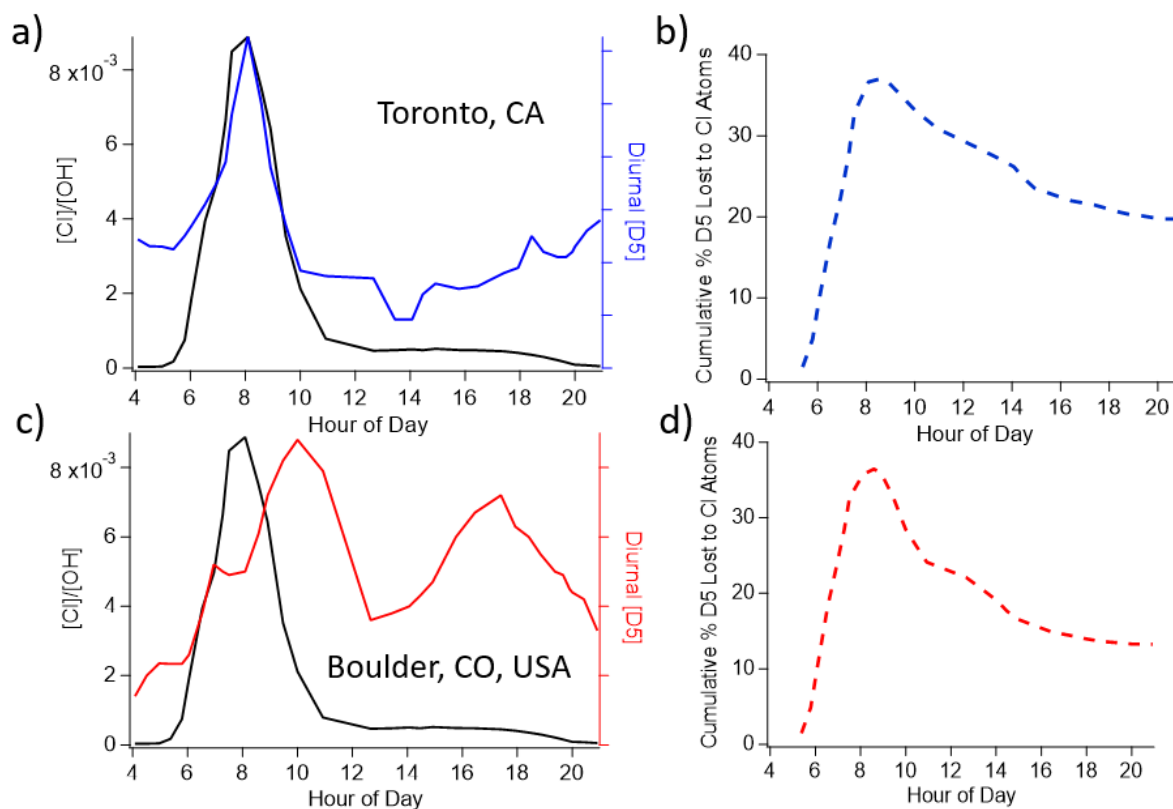 a)
8 x10⁻³
6
4
2
0
[Cl]/[OH]
Toronto, CA
Diurnal [D5]
4 6 8 10 12 14 16 18 20
Hour of Day
b)
40
30
20
10
0
Cumulative % D5 Lost to Cl Atoms
4 6 8 10 12 14 16 18 20
Hour of Day
c)
8 x10⁻³
6
4
2
0
[Cl]/[OH]
Boulder, CO, USA
Diurnal [D5]
4 6 8 10 12 14 16 18 20
Hour of Day
d)
40
30
20
10
0
Cumulative % D5 Lost to Cl Atoms
4 6 8 10 12 14 16 18 20
Hour of Day